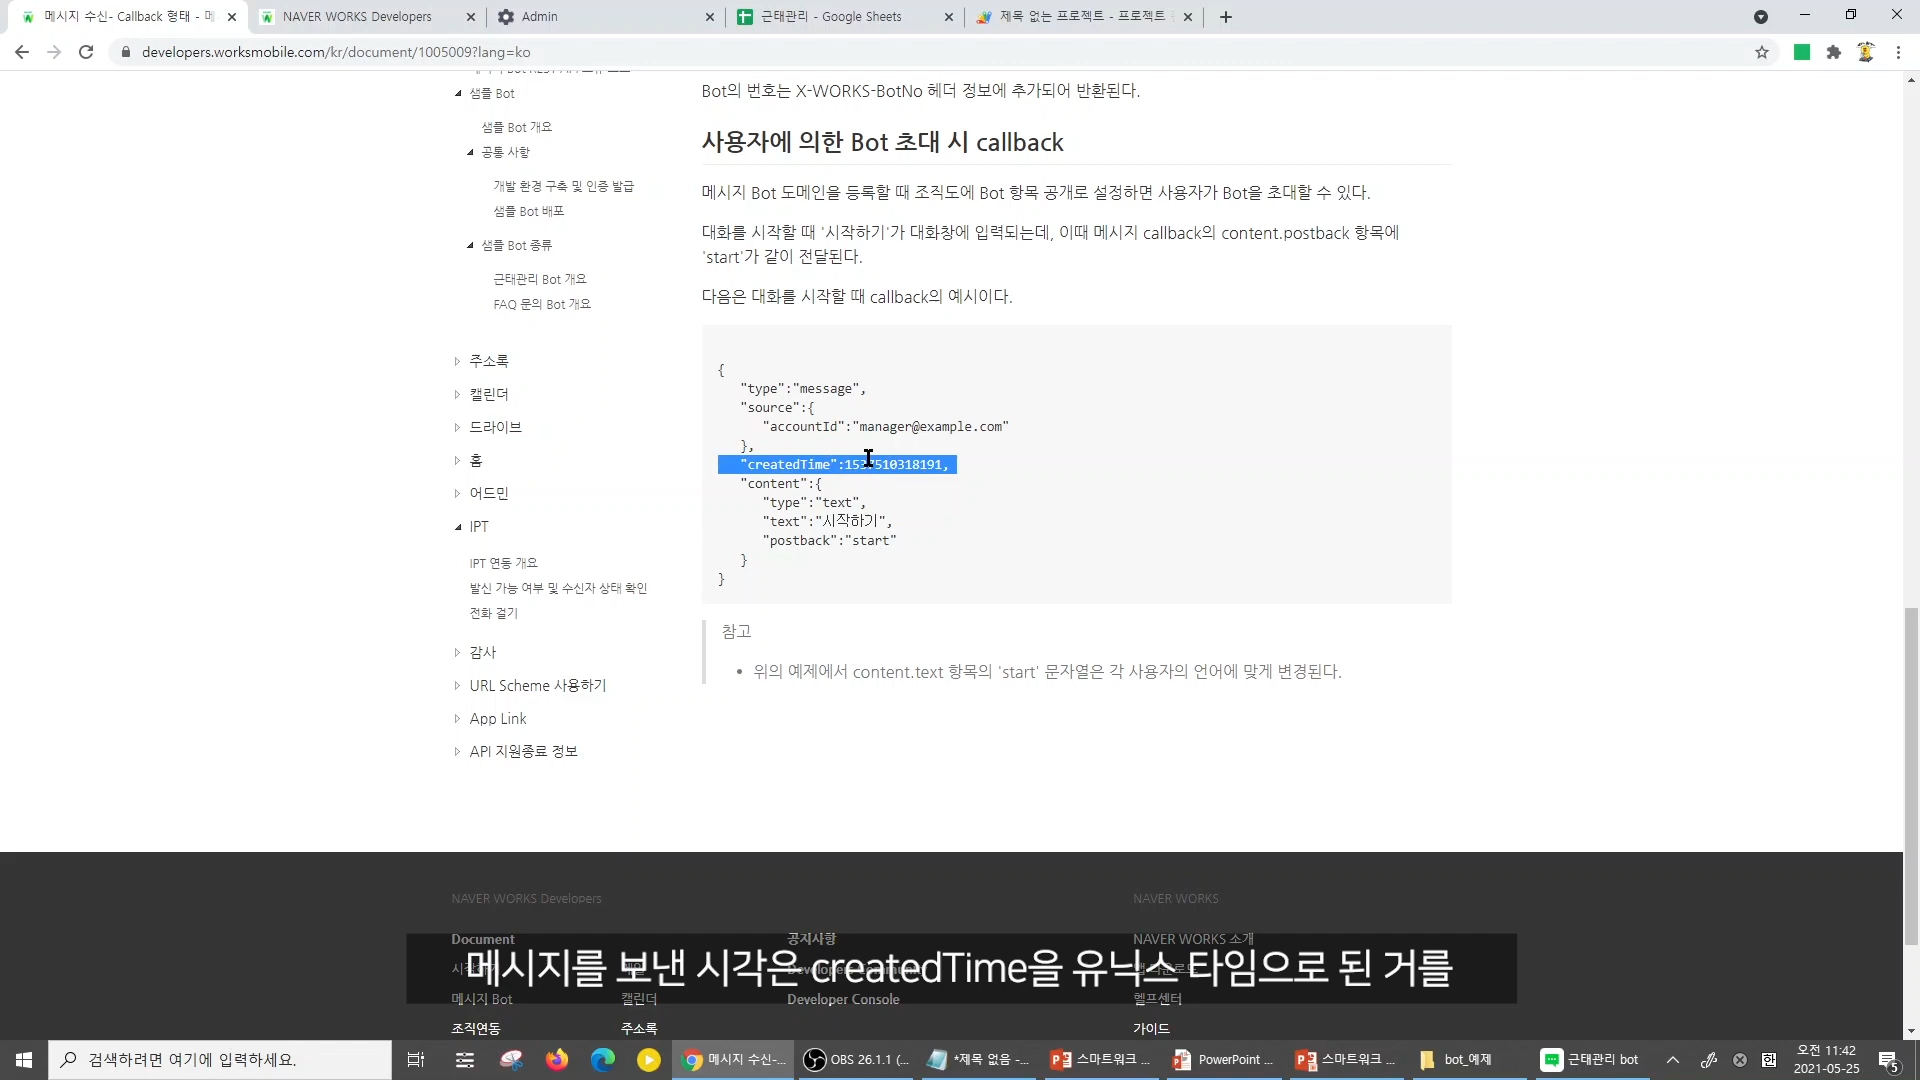 메시지 수신- Callback 형태 - 메
NAVER WORKS Developers
Admin
근태관리 - Google Sheets
제목 없는 프로젝트 - 프로젝트
developers.worksmobile.com/kr/document/1005009?lang=ko
샘플 Bot
샘플 Bot 개요
공통 사항
개발 환경 구축 및 인증 발급
샘플 Bot 배포
샘플 Bot 종류
근태관리 Bot 개요
FAQ 문의 Bot 개요
주소록
캘린더
드라이브
홈
어드민
IPT
IPT 연동 개요
발신 가능 여부 및 수신자 상태 확인
전화 걸기
감사
URL Scheme 사용하기
App Link
API 지원종료 정보
Bot의 번호는 X-WORKS-BotNo 헤더 정보에 추가되어 반환된다.
사용자에 의한 Bot 초대 시 callback
메시지 Bot 도메인을 등록할 때 조직도에 Bot 항목 공개로 설정하면 사용자가 Bot을 초대할 수 있다.
대화를 시작할 때 '시작하기'가 대화창에 입력되는데, 이때 메시지 callback의 content.postback 항목에
'start'가 같이 전달된다.
다음은 대화를 시작할 때 callback의 예시이다.
{
"type":"message",
"source":{
"accountId":"manager@example.com"
},
"createdTime":1537510318191,
"content":{
"type":"text",
"text":"시작하기",
"postback":"start"
}
}
참고
• 위의 예제에서 content.text 항목의 'start' 문자열은 각 사용자의 언어에 맞게 변경된다.
NAVER WORKS Developers
NAVER WORKS
Document
공지사항
NAVER WORKS 소개
메시지를 보낸 시각은 createdTime을 유닉스 타임으로 된 거를
메시지 Bot
캘린더
Developer Console
헬프센터
조직연동
주소록
가이드
검색하려면 여기에 입력하세요.
메시지 수신-...
OBS 26.1.1 (...
*제목 없음 -...
스마트워크 ...
PowerPoint ...
스마트워크 ...
bot_예제
근태관리 bot
한
오전 11:42
2021-05-25
5